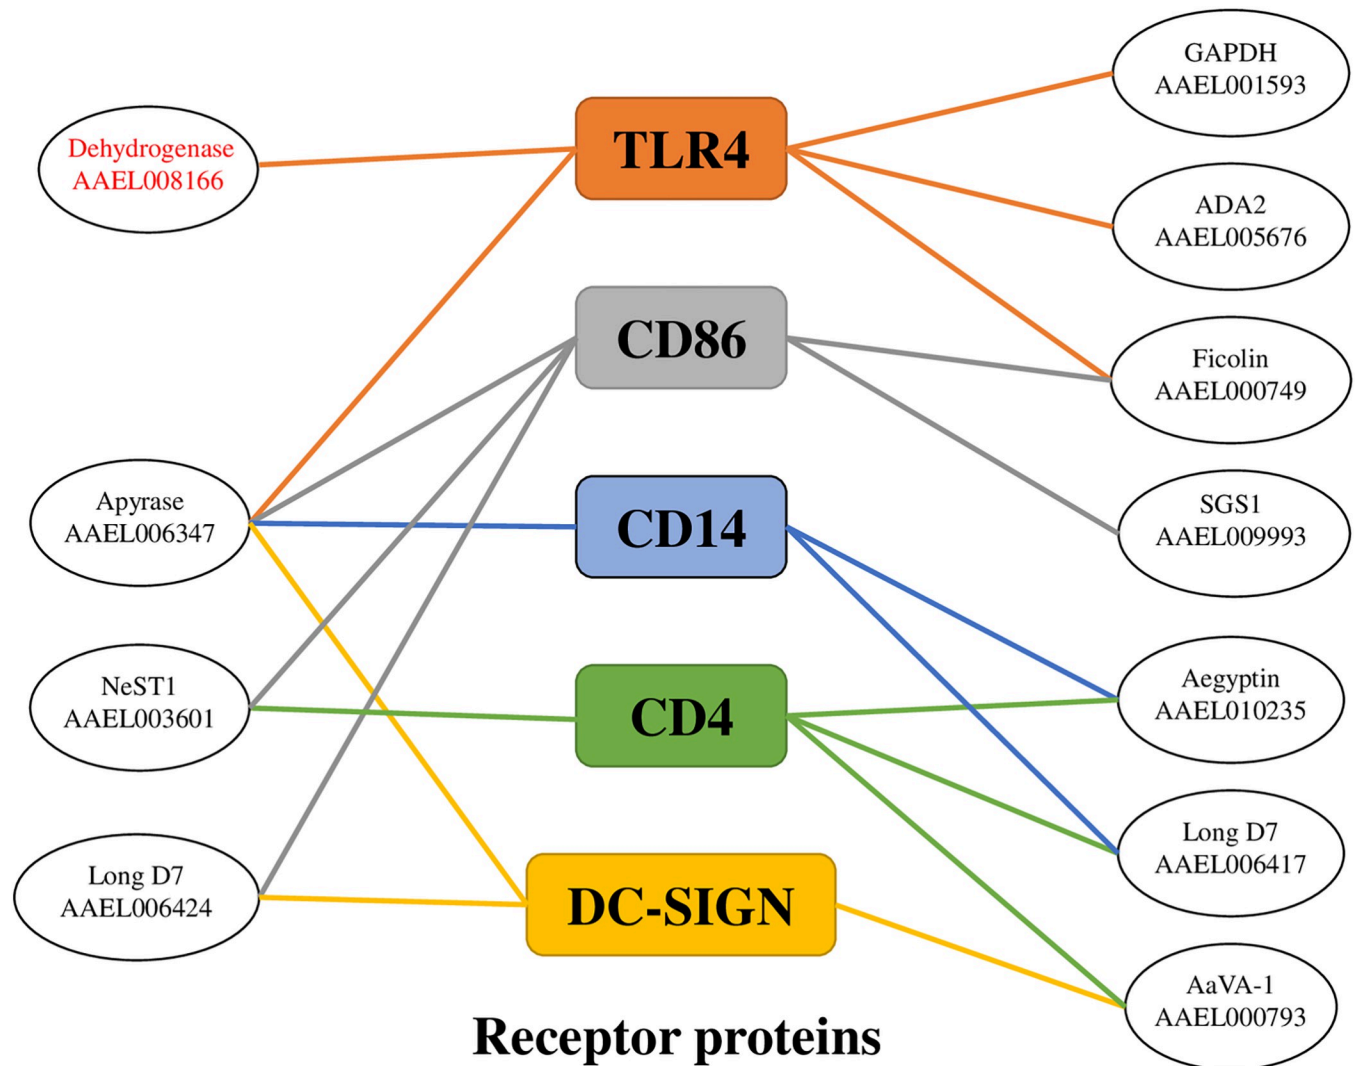 Dehydrogenase
AAEL008166
Apyrase
AAEL006347
NeST1
AAEL003601
Long D7
AAEL006424
TLR4
CD86
CD14
CD4
DC-SIGN
GAPDH
AAEL001593
ADA2
AAEL005676
Ficolin
AAEL000749
SGS1
AAEL009993
Aegyptin
AAEL010235
Long D7
AAEL006417
AaVA-1
AAEL000793
Receptor proteins